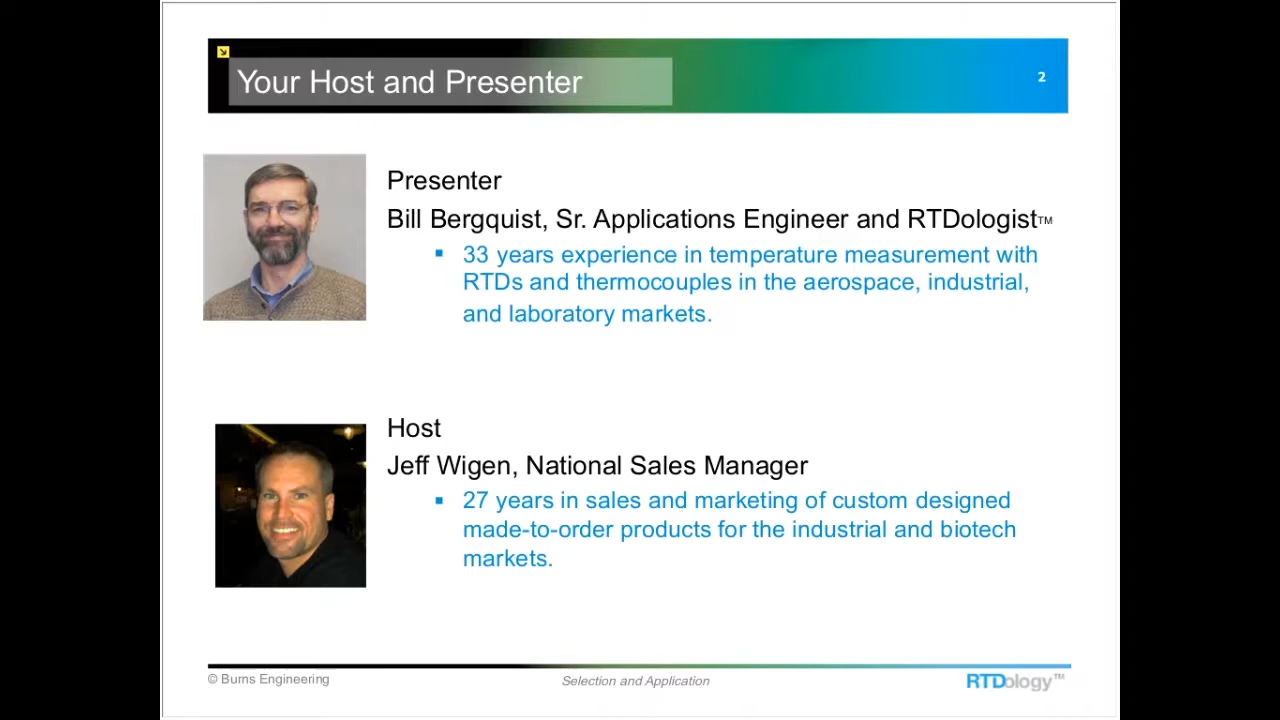 Your Host and Presenter
2
Presenter
Bill Bergquist, Sr. Applications Engineer and RTDologist™
33 years experience in temperature measurement with
RTDs and thermocouples in the aerospace, industrial,
and laboratory markets.
Host
Jeff Wigen, National Sales Manager
27 years in sales and marketing of custom designed
made-to-order products for the industrial and biotech
markets.
© Burns Engineering
Selection and Application
RTDology™